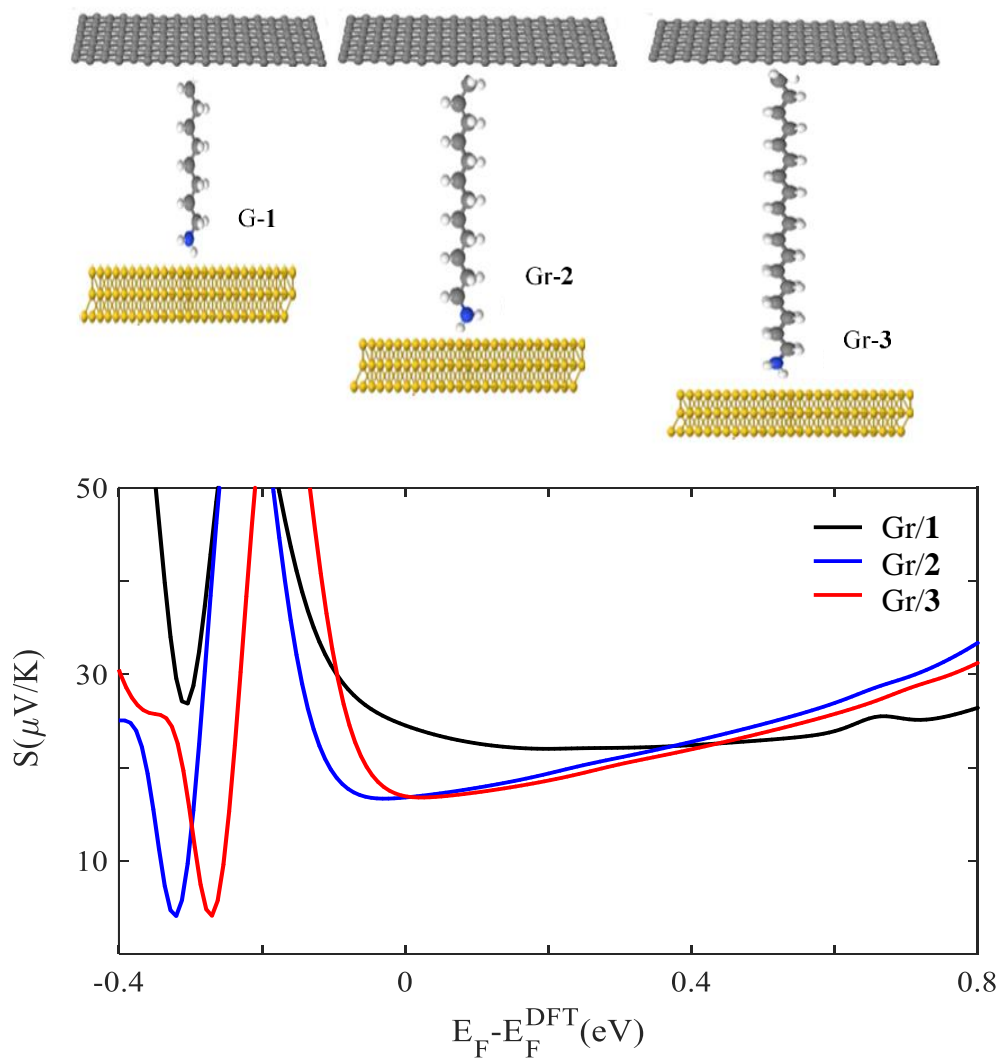 G-1
Gr-2
Gr-3
50
30
10
S(μV/K)
Gr/1
Gr/2
Gr/3
-0.4 0 0.4 0.8
E_F-E_F^DFT(eV)